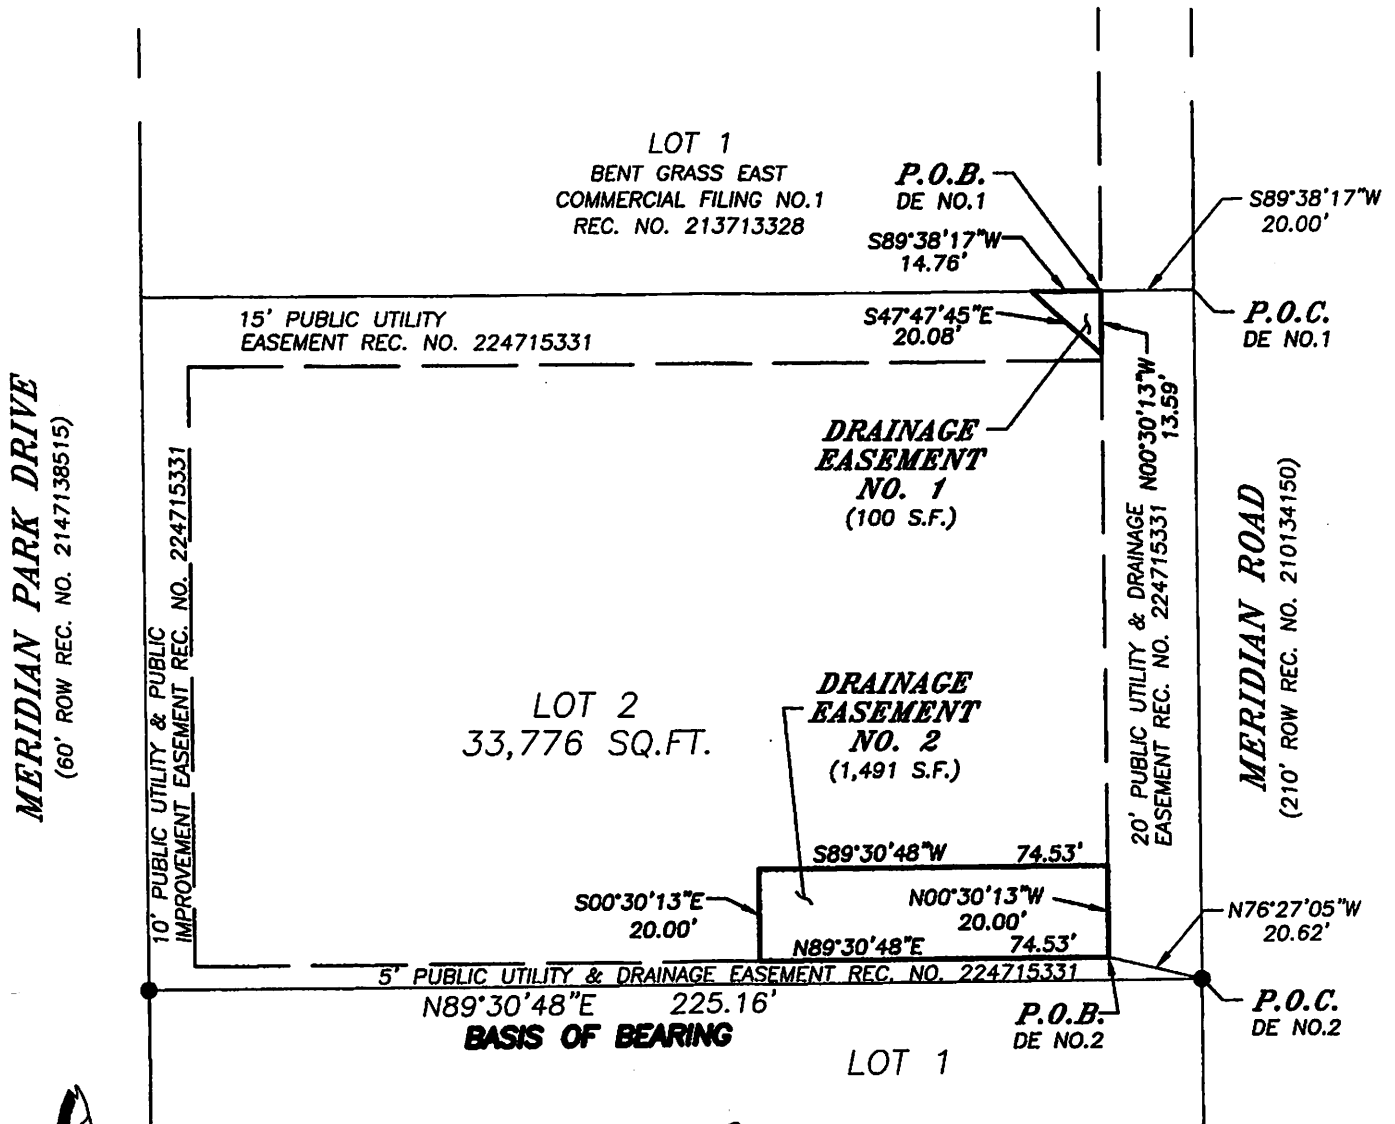 LOT 1
BENT GRASS EAST
COMMERCIAL FILING NO.1
REC. NO. 213713328
P.O.B.
DE NO.1
S89°38'17"W
14.76'
S89°38'17"W
20.00'
P.O.C.
DE NO.1
15' PUBLIC UTILITY
EASEMENT REC. NO. 224715331
S47°47'45"E
20.08'
N00°30'13"W
13.59'
DRAINAGE
EASEMENT
NO. 1
(100 S.F.)
MERIDIAN PARK DRIVE
(60' ROW REC. NO. 214713851​5)
10' PUBLIC UTILITY & PUBLIC
IMPROVEMENT EASEMENT REC. NO. 224715331
20' PUBLIC UTILITY & DRAINAGE
EASEMENT REC. NO. 224715331
MERIDIAN ROAD
(210' ROW REC. NO. 210134150)
LOT 2
33,776 SQ.FT.
DRAINAGE
EASEMENT
NO. 2
(1,491 S.F.)
S89°30'48"W 74.53'
S00°30'13"E
20.00'
N00°30'13"W
20.00'
N89°30'48"E 74.53'
N76°27'05"W
20.62'
5' PUBLIC UTILITY & DRAINAGE EASEMENT REC. NO. 224715331
N89°30'48"E 225.16'
BASIS OF BEARING
P.O.B.
DE NO.2
P.O.C.
DE NO.2
LOT 1